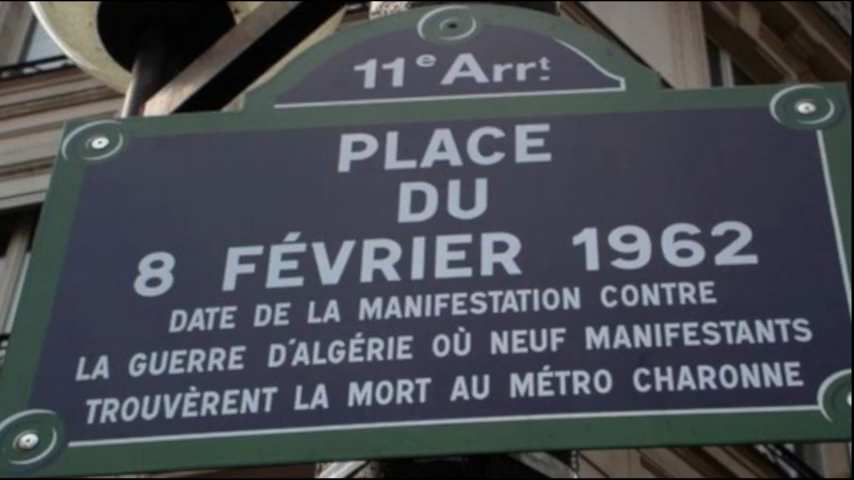 11e Arrt
PLACE
DU
8 FÉVRIER 1962
DATE DE LA MANIFESTATION CONTRE
LA GUERRE D'ALGÉRIE OÙ NEUF MANIFESTANTS
TROUVÈRENT LA MORT AU MÉTRO CHARONNE